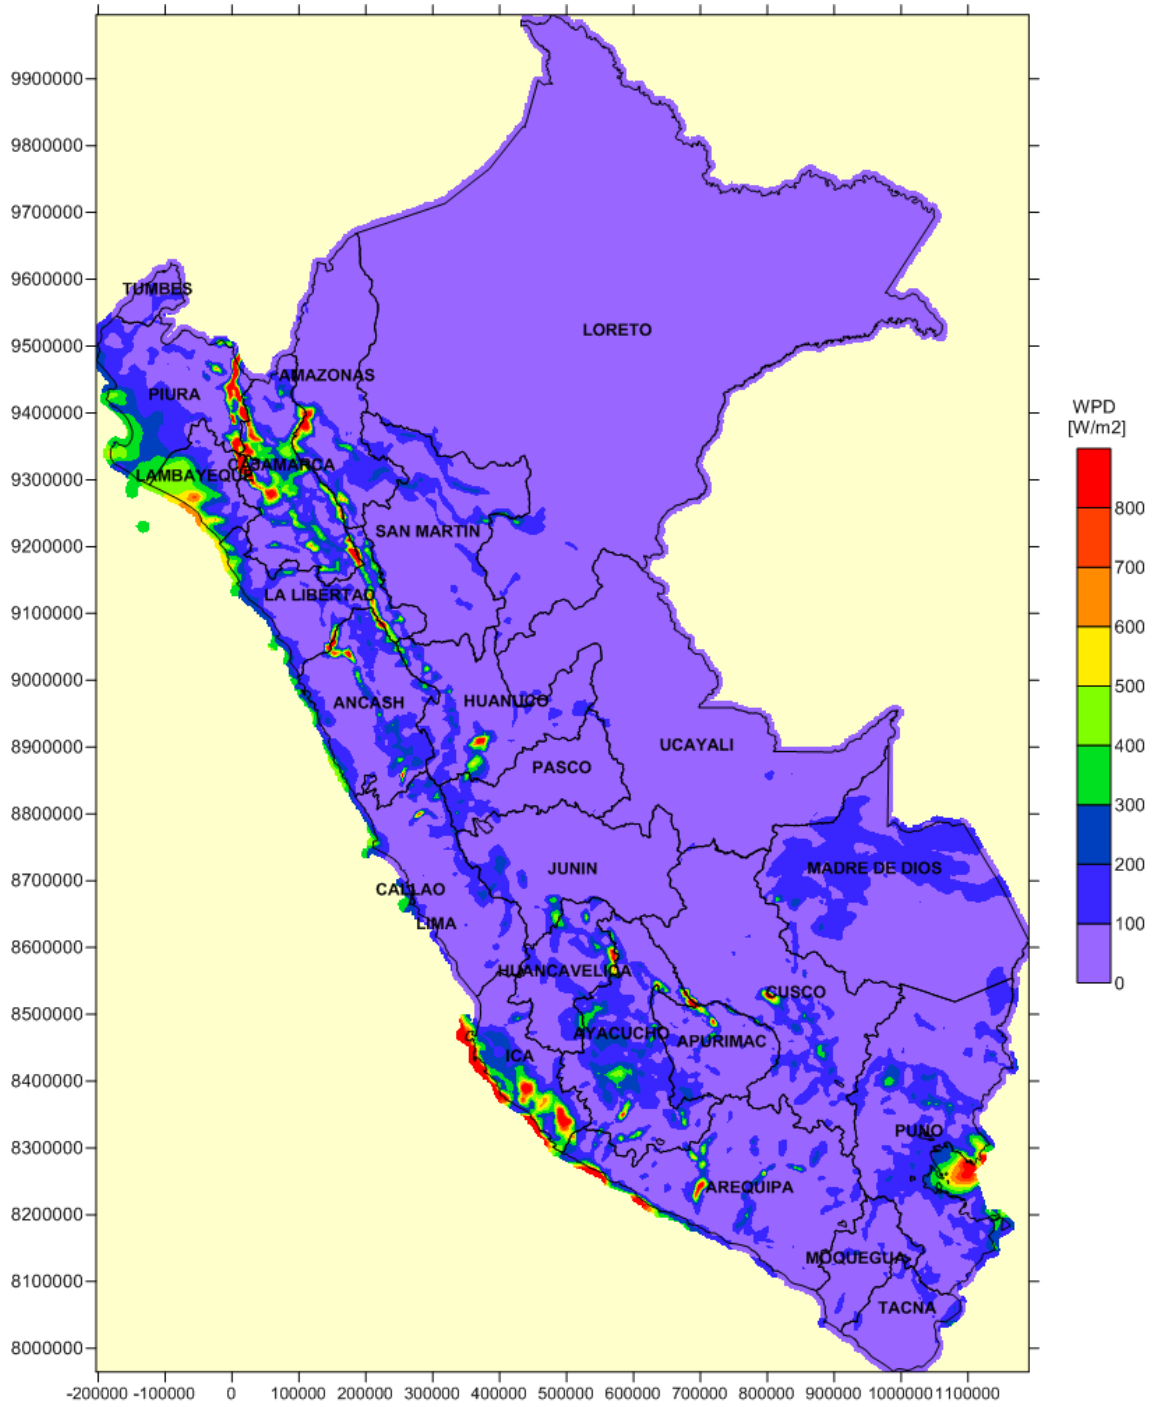 9900000
9800000
9700000
9600000
TUMBES
LORETO
9500000
AMAZONAS
PIURA
9400000
WPD
[W/m2]
CAJAMARCA
LAMBAYEQUE
9300000
800
SAN MARTIN
9200000
700
LA LIBERTAD
9100000
600
9000000
ANCASH
HUANUCO
500
UCAYALI
8900000
400
PASCO
8800000
300
JUNIN
MADRE DE DIOS
200
8700000
CALLAO
LIMA
100
8600000
HUANCAVELICA
0
CUSCO
8500000
AYACUCHO
APURIMAC
ICA
8400000
PUNO
8300000
AREQUIPA
8200000
MOQUEGUA
8100000
TACNA
8000000
-200000 -100000 0 100000 200000 300000 400000 500000 600000 700000 800000 900000 1000000 1100000